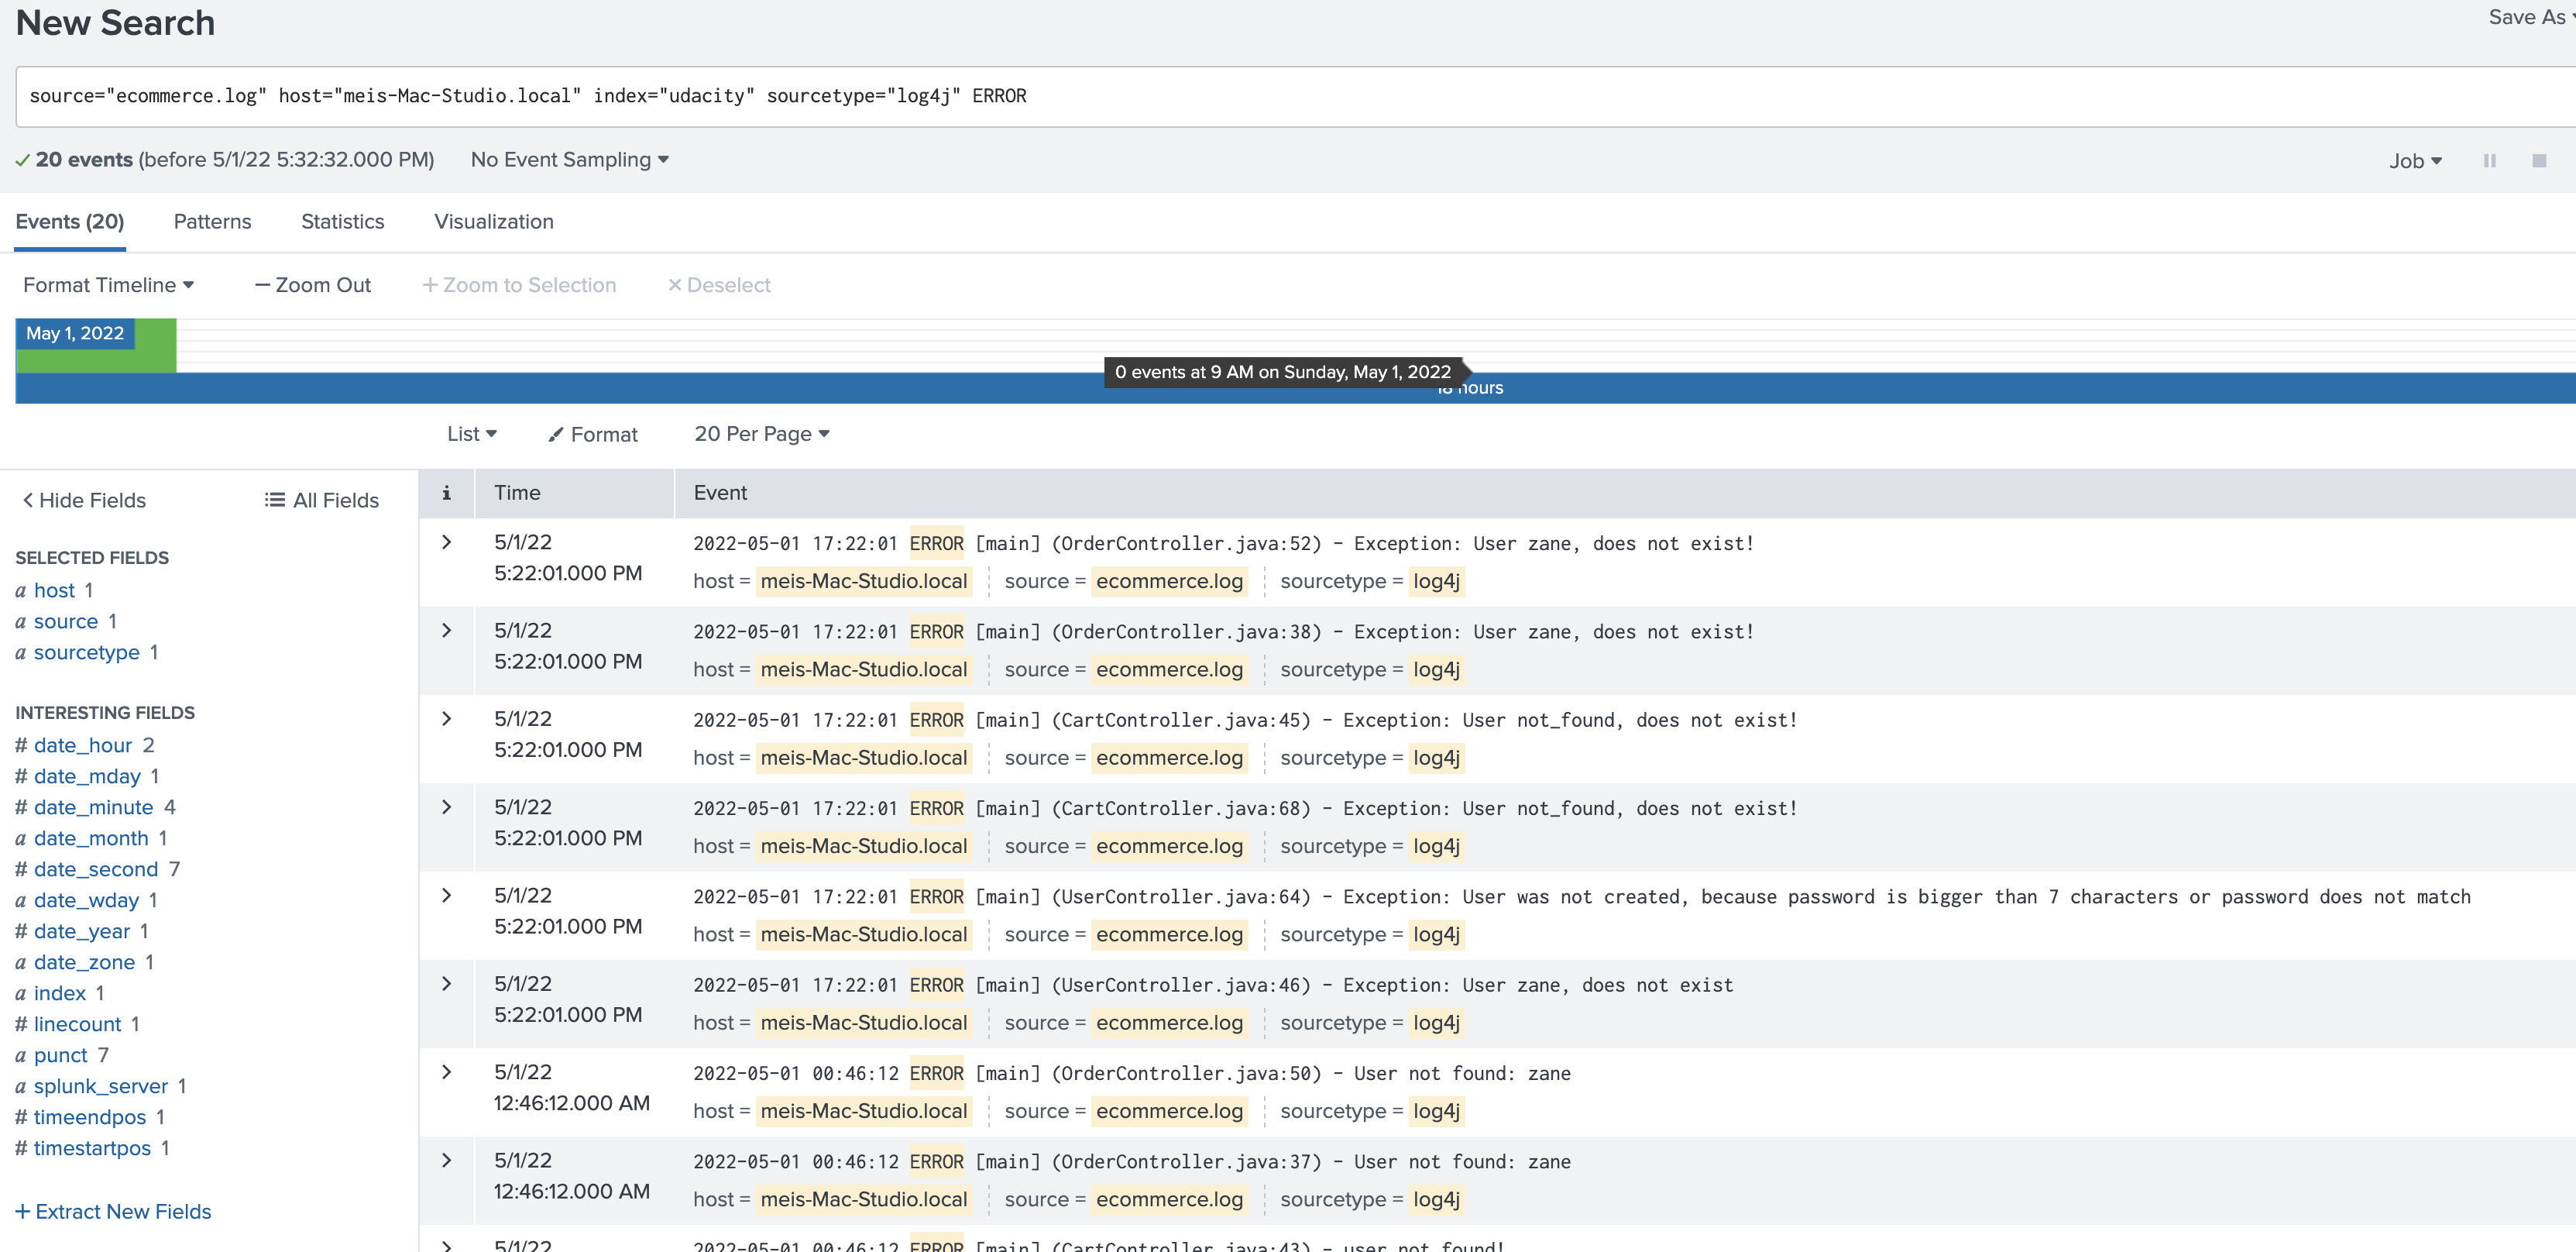 New Search
Save As
source="ecommerce.log" host="meis-Mac-Studio.local" index="udacity" sourcetype="log4j" ERROR
20 events (before 5/1/22 5:32:32.000 PM) No Event Sampling
Job
Events (20) Patterns Statistics Visualization
Format Timeline — Zoom Out + Zoom to Selection × Deselect
May 1, 2022
0 events at 9 AM on Sunday, May 1, 2022
18 hours
List Format 20 Per Page
< Hide Fields All Fields
SELECTED FIELDS
a host 1
a source 1
a sourcetype 1
INTERESTING FIELDS
# date_hour 2
# date_mday 1
# date_minute 4
a date_month 1
# date_second 7
a date_wday 1
# date_year 1
a date_zone 1
a index 1
# linecount 1
a punct 7
a splunk_server 1
# timeendpos 1
# timestartpos 1
+ Extract New Fields
i Time Event
> 5/1/22 2022-05-01 17:22:01 ERROR [main] (OrderController.java:52) - Exception: User zane, does not exist!
5:22:01.000 PM host = meis-Mac-Studio.local source = ecommerce.log sourcetype = log4j
> 5/1/22 2022-05-01 17:22:01 ERROR [main] (OrderController.java:38) - Exception: User zane, does not exist!
5:22:01.000 PM host = meis-Mac-Studio.local source = ecommerce.log sourcetype = log4j
> 5/1/22 2022-05-01 17:22:01 ERROR [main] (CartController.java:45) - Exception: User not_found, does not exist!
5:22:01.000 PM host = meis-Mac-Studio.local source = ecommerce.log sourcetype = log4j
> 5/1/22 2022-05-01 17:22:01 ERROR [main] (CartController.java:68) - Exception: User not_found, does not exist!
5:22:01.000 PM host = meis-Mac-Studio.local source = ecommerce.log sourcetype = log4j
> 5/1/22 2022-05-01 17:22:01 ERROR [main] (UserController.java:64) - Exception: User was not created, because password is bigger than 7 characters or password does not match
5:22:01.000 PM host = meis-Mac-Studio.local source = ecommerce.log sourcetype = log4j
> 5/1/22 2022-05-01 17:22:01 ERROR [main] (UserController.java:46) - Exception: User zane, does not exist
5:22:01.000 PM host = meis-Mac-Studio.local source = ecommerce.log sourcetype = log4j
> 5/1/22 2022-05-01 00:46:12 ERROR [main] (OrderController.java:50) - User not found: zane
12:46:12.000 AM host = meis-Mac-Studio.local source = ecommerce.log sourcetype = log4j
> 5/1/22 2022-05-01 00:46:12 ERROR [main] (OrderController.java:37) - User not found: zane
12:46:12.000 AM host = meis-Mac-Studio.local source = ecommerce.log sourcetype = log4j
> 5/1/22 2022-05-01 00:46:12 ERROR [main] (CartController.java:43) - user not found!